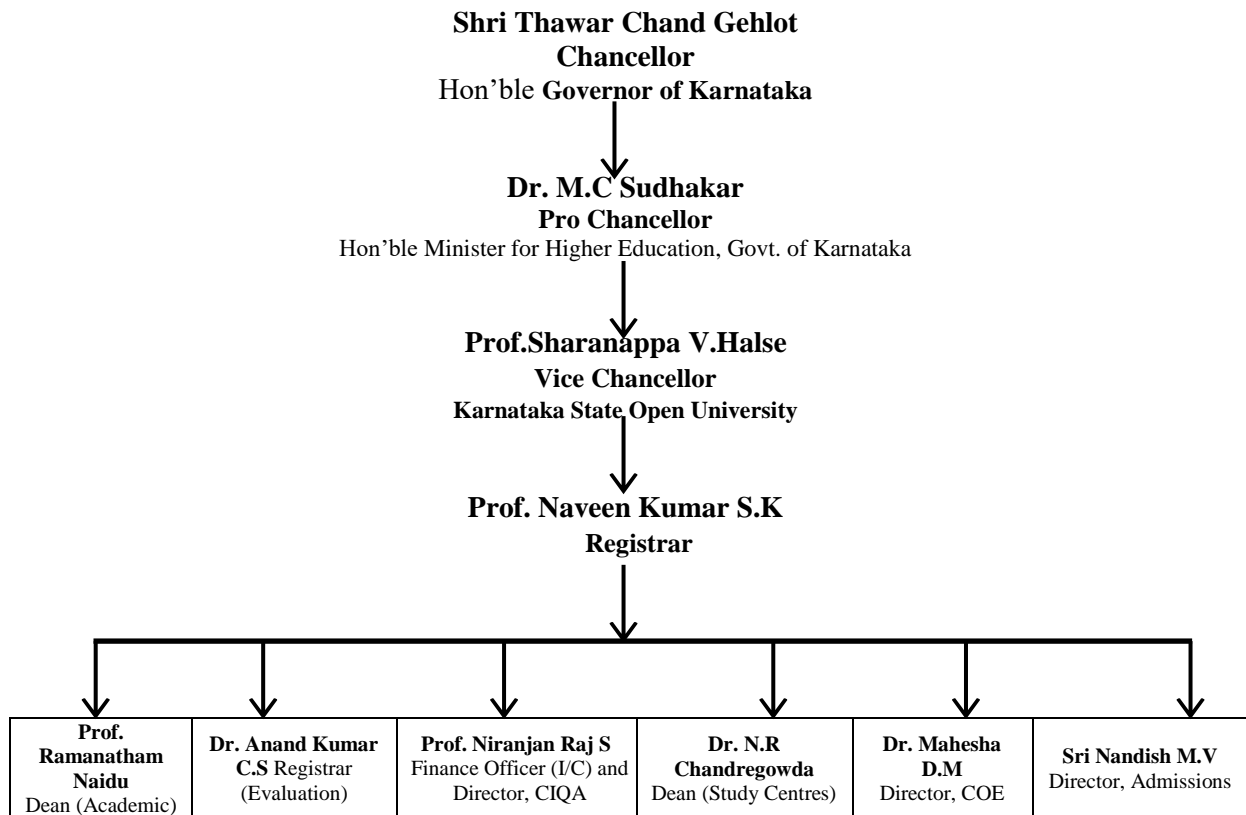 Shri Thawar Chand Gehlot
Chancellor
Hon’ble Governor of Karnataka
Dr. M.C Sudhakar
Pro Chancellor
Hon’ble Minister for Higher Education, Govt. of Karnataka
Prof.Sharanappa V.Halse
Vice Chancellor
Karnataka State Open University
Prof. Naveen Kumar S.K
Registrar
Prof.
Ramanatham
Naidu
Dean (Academic)
Dr. Anand Kumar
C.S Registrar
(Evaluation)
Prof. Niranjan Raj S
Finance Officer (I/C) and
Director, CIQA
Dr. N.R
Chandregowda
Dean (Study Centres)
Dr. Mahesha
D.M
Director, COE
Sri Nandish M.V
Director, Admissions